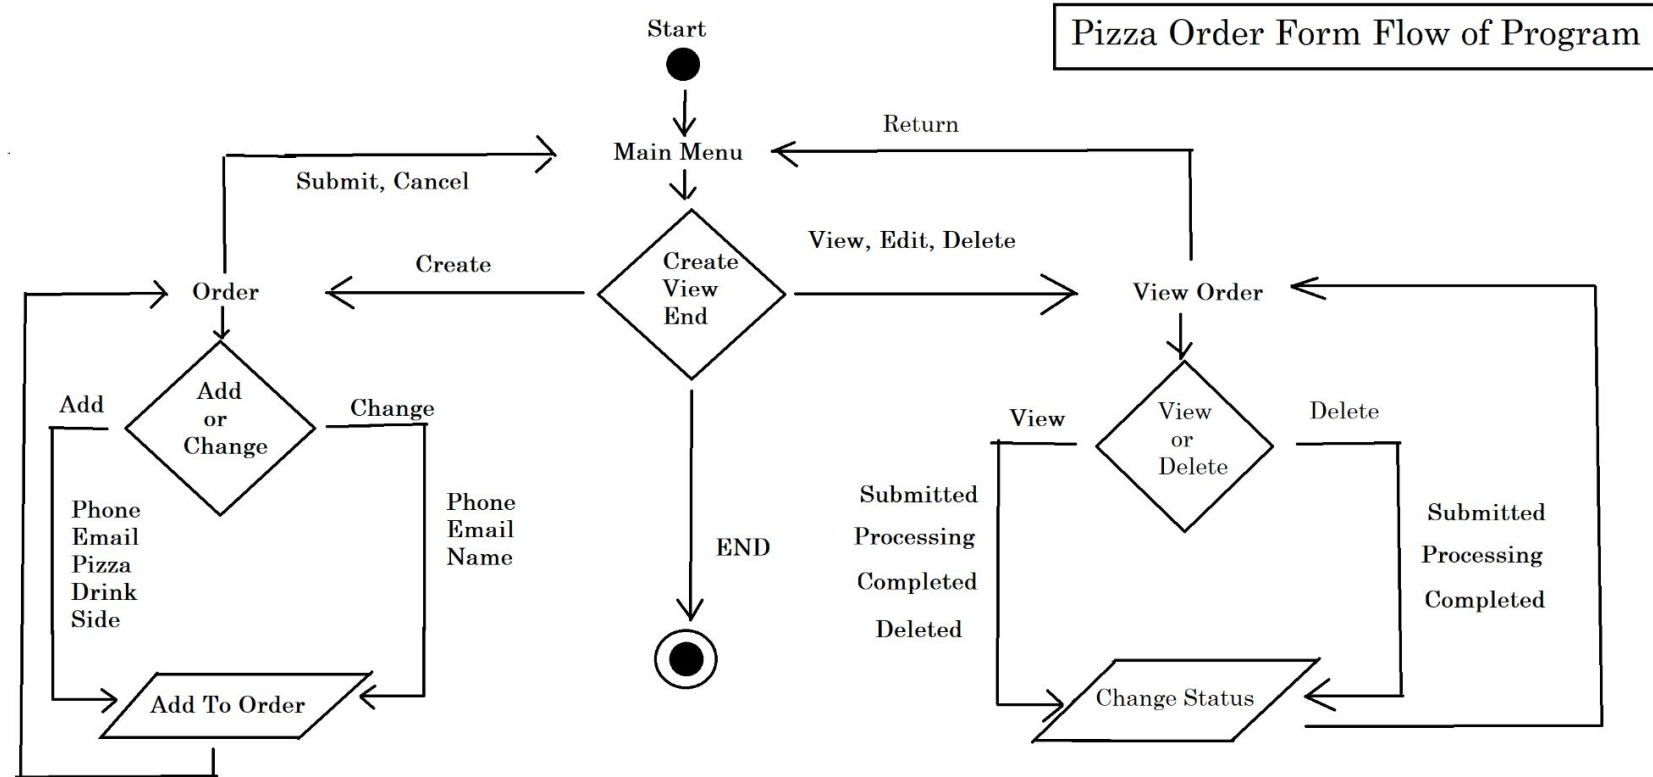 Pizza Order Form Flow of Program
Start
Return
Main Menu
Submit, Cancel
View, Edit, Delete
Create
Create
View
End
Order
View Order
Add
Add
or
Change
Change
View
View
or
Delete
Delete
Phone
Email
Pizza
Drink
Side
Phone
Email
Name
END
Submitted
Processing
Completed
Deleted
Submitted
Processing
Completed
Add To Order
Change Status